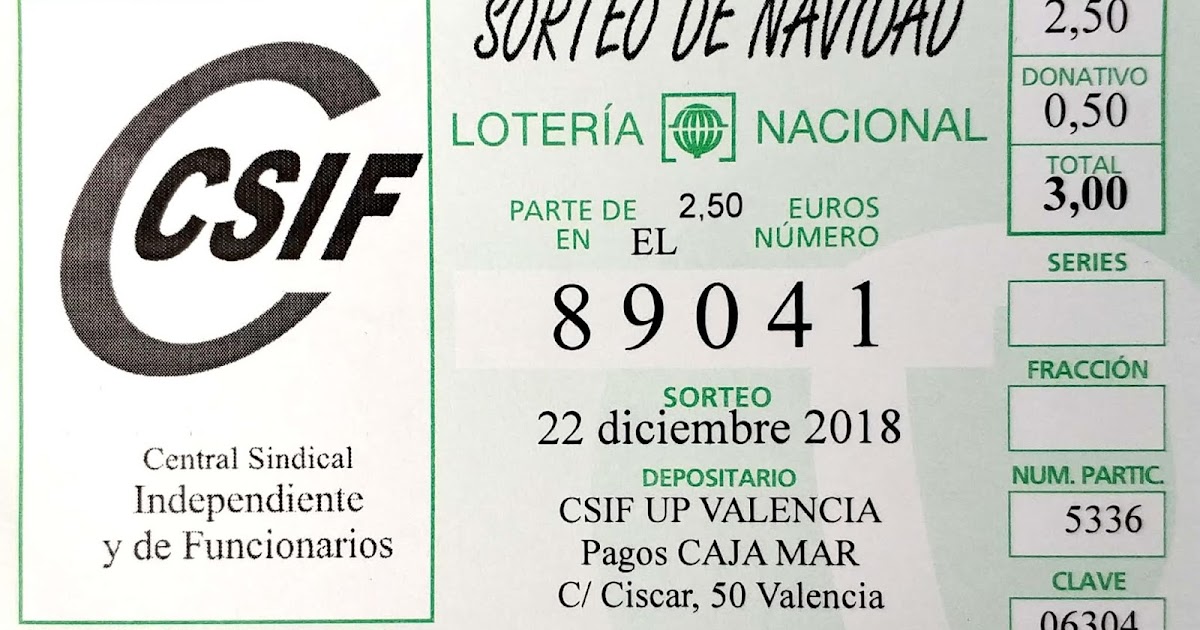 CSIF
Central Sindical
Independiente
y de Funcionarios
SORTEO DE NAVIDAD
LOTERÍA NACIONAL
PARTE DE 2,50 EUROS
EN EL NÚMERO
89041
SORTEO
22 diciembre 2018
DEPOSITARIO
CSIF UP VALENCIA
Pagos CAJA MAR
C/ Ciscar, 50 Valencia
2,50
DONATIVO
0,50
TOTAL
3,00
SERIES
FRACCIÓN
NUM. PARTIC.
5336
CLAVE
06304